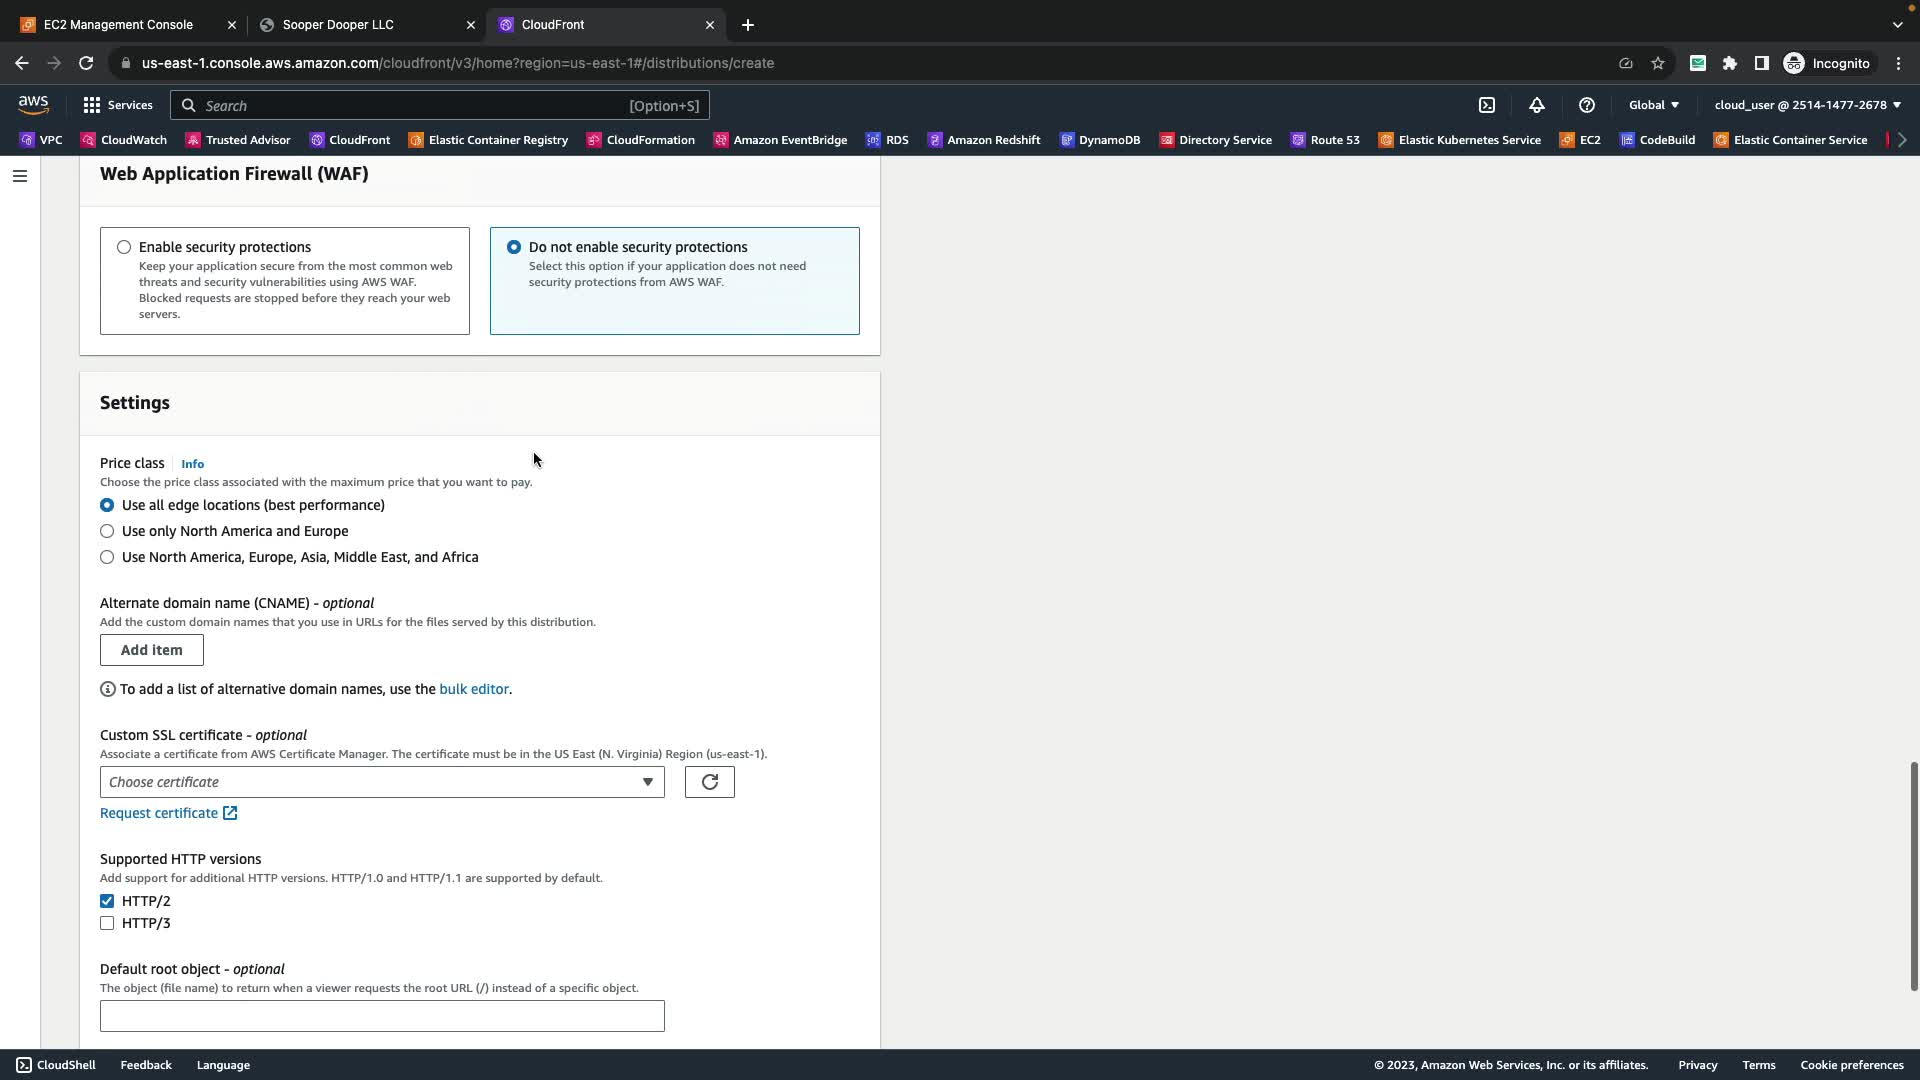 EC2 Management Console
Sooper Dooper LLC
CloudFront
us-east-1.console.aws.amazon.com/cloudfront/v3/home?region=us-east-1#/distributions/create
Incognito
aws
Services
Search
[Option+S]
Global
cloud_user @ 2514-1477-2678
VPC
CloudWatch
Trusted Advisor
CloudFront
Elastic Container Registry
CloudFormation
Amazon EventBridge
RDS
Amazon Redshift
DynamoDB
Directory Service
Route 53
Elastic Kubernetes Service
EC2
CodeBuild
Elastic Container Service
Web Application Firewall (WAF)
Enable security protections
Keep your application secure from the most common web
threats and security vulnerabilities using AWS WAF.
Blocked requests are stopped before they reach your web
servers.
Do not enable security protections
Select this option if your application does not need
security protections from AWS WAF.
Settings
Price class
Info
Choose the price class associated with the maximum price that you want to pay.
Use all edge locations (best performance)
Use only North America and Europe
Use North America, Europe, Asia, Middle East, and Africa
Alternate domain name (CNAME) - optional
Add the custom domain names that you use in URLs for the files served by this distribution.
Add item
To add a list of alternative domain names, use the bulk editor.
Custom SSL certificate - optional
Associate a certificate from AWS Certificate Manager. The certificate must be in the US East (N. Virginia) Region (us-east-1).
Choose certificate
Request certificate
Supported HTTP versions
Add support for additional HTTP versions. HTTP/1.0 and HTTP/1.1 are supported by default.
HTTP/2
HTTP/3
Default root object - optional
The object (file name) to return when a viewer requests the root URL (/) instead of a specific object.
CloudShell
Feedback
Language
© 2023, Amazon Web Services, Inc. or its affiliates.
Privacy
Terms
Cookie preferences